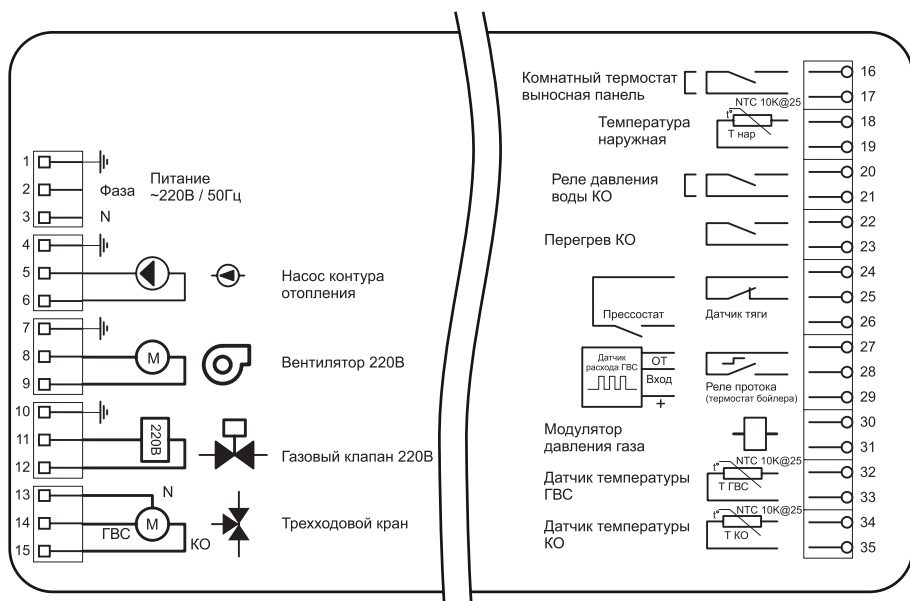 1
2
3
Фаза
N
Питание
~220В / 50Гц
4
5
6
Насос контура
отопления
7
8
9
М
Вентилятор 220В
10
11
12
220В
Газовый клапан 220В
13
14
15
N
ГВС
М
КО
Трехходовой кран
Комнатный термостат
выносная панель
16
17
Температура
наружная
NTC 10K@25
t°
Т нар
18
19
Реле давления
воды КО
20
21
Перегрев КО
22
23
Прессостат
Датчик тяги
24
25
26
Датчик
расхода ГВС
ОТ
Вход
+
Реле протока
(термостат бойлера)
27
28
29
Модулятор
давления газа
30
31
Датчик температуры
ГВС
NTC 10K@25
t°
Т ГВС
32
33
Датчик температуры
КО
NTC 10K@25
t°
Т КО
34
35